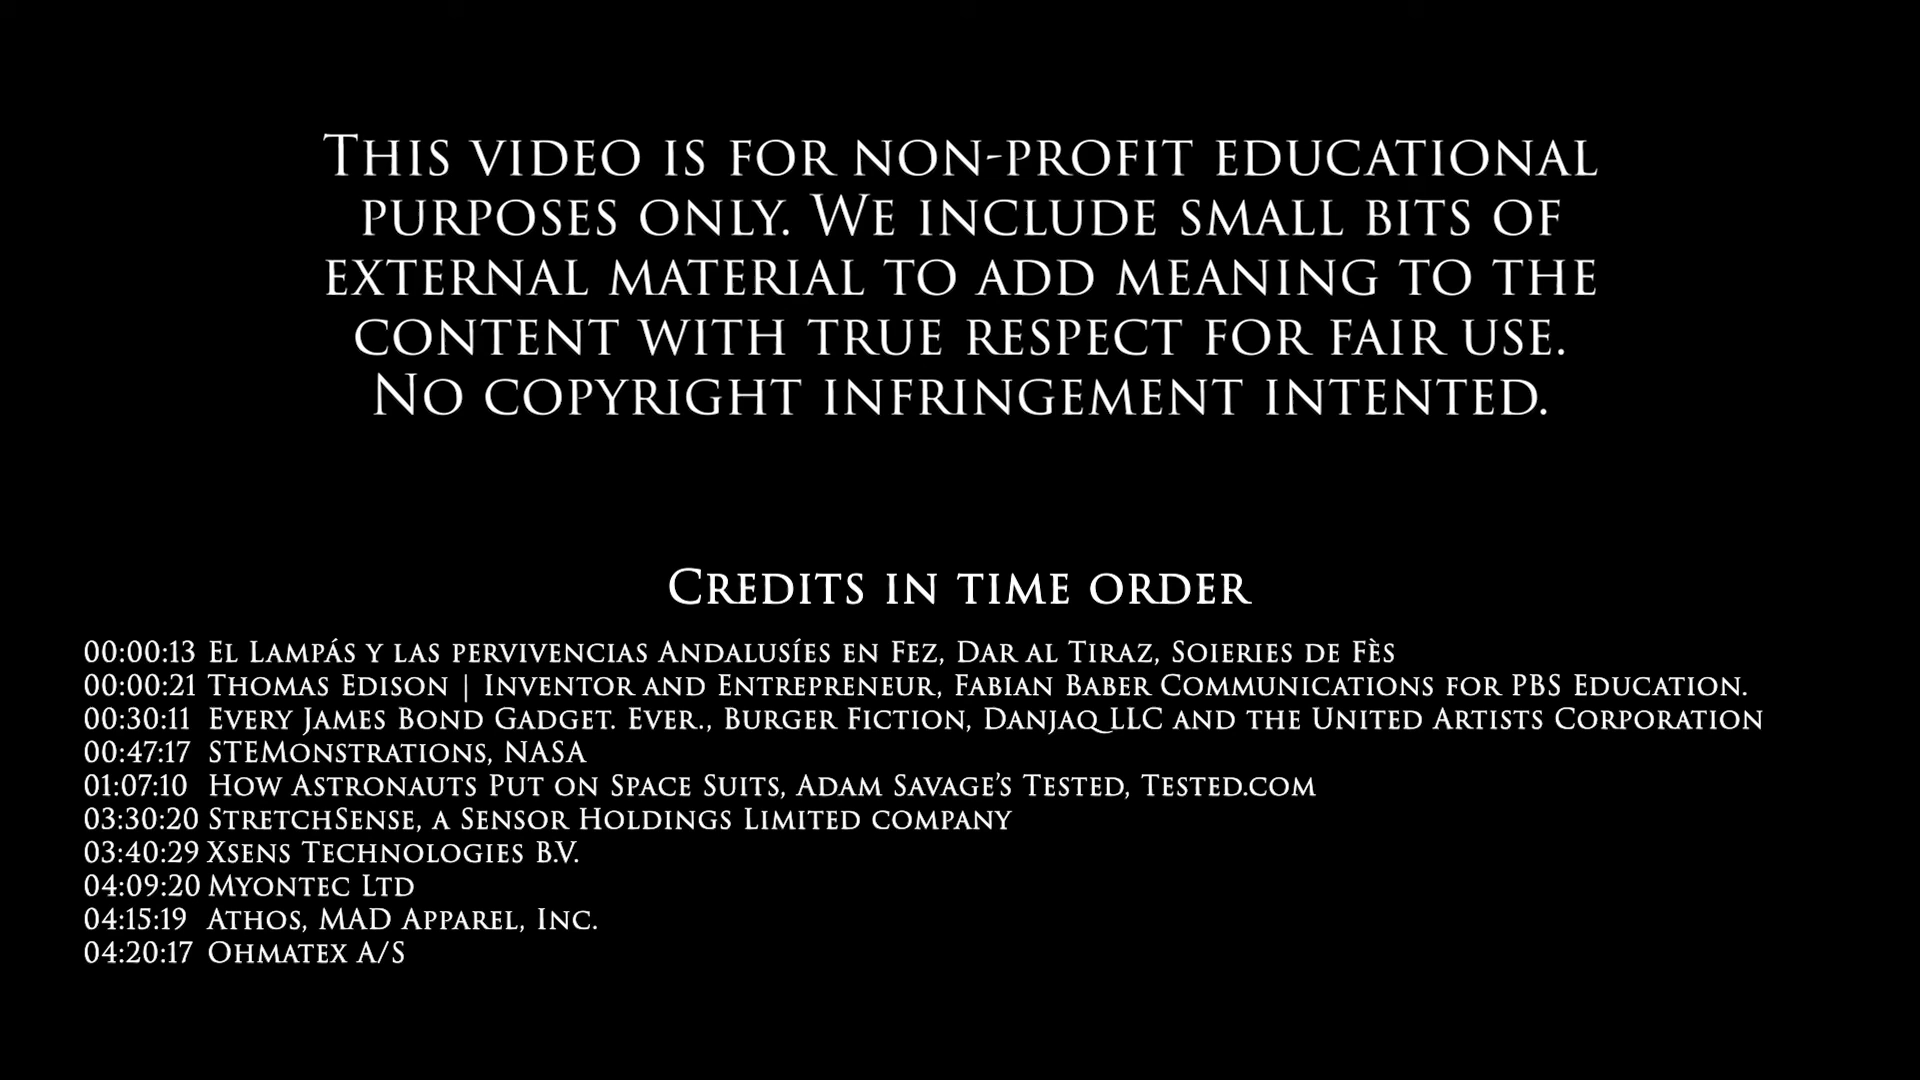 This video is for non-profit educational
purposes only. We include small bits of
external material to add meaning to the
content with true respect for fair use.
No copyright infringement intented.
Credits in time order
00:00:13 El Lampás y las pervivencias Andalusíes en Fez, Dar al Tiraz, Soieries de Fès
00:00:21 Thomas Edison | Inventor and Entrepreneur, Fabian Baber Communications for PBS Education.
00:30:11 Every James Bond Gadget. Ever., Burger Fiction, Danjaq LLC and the United Artists Corporation
00:47:17 STEMonstrations, NASA
01:07:10 How Astronauts Put on Space Suits, Adam Savage's Tested, Tested.com
03:30:20 StretchSense, a Sensor Holdings Limited company
03:40:29 Xsens Technologies B.V.
04:09:20 Myontec Ltd
04:15:19 Athos, MAD Apparel, Inc.
04:20:17 Ohmatex A/S